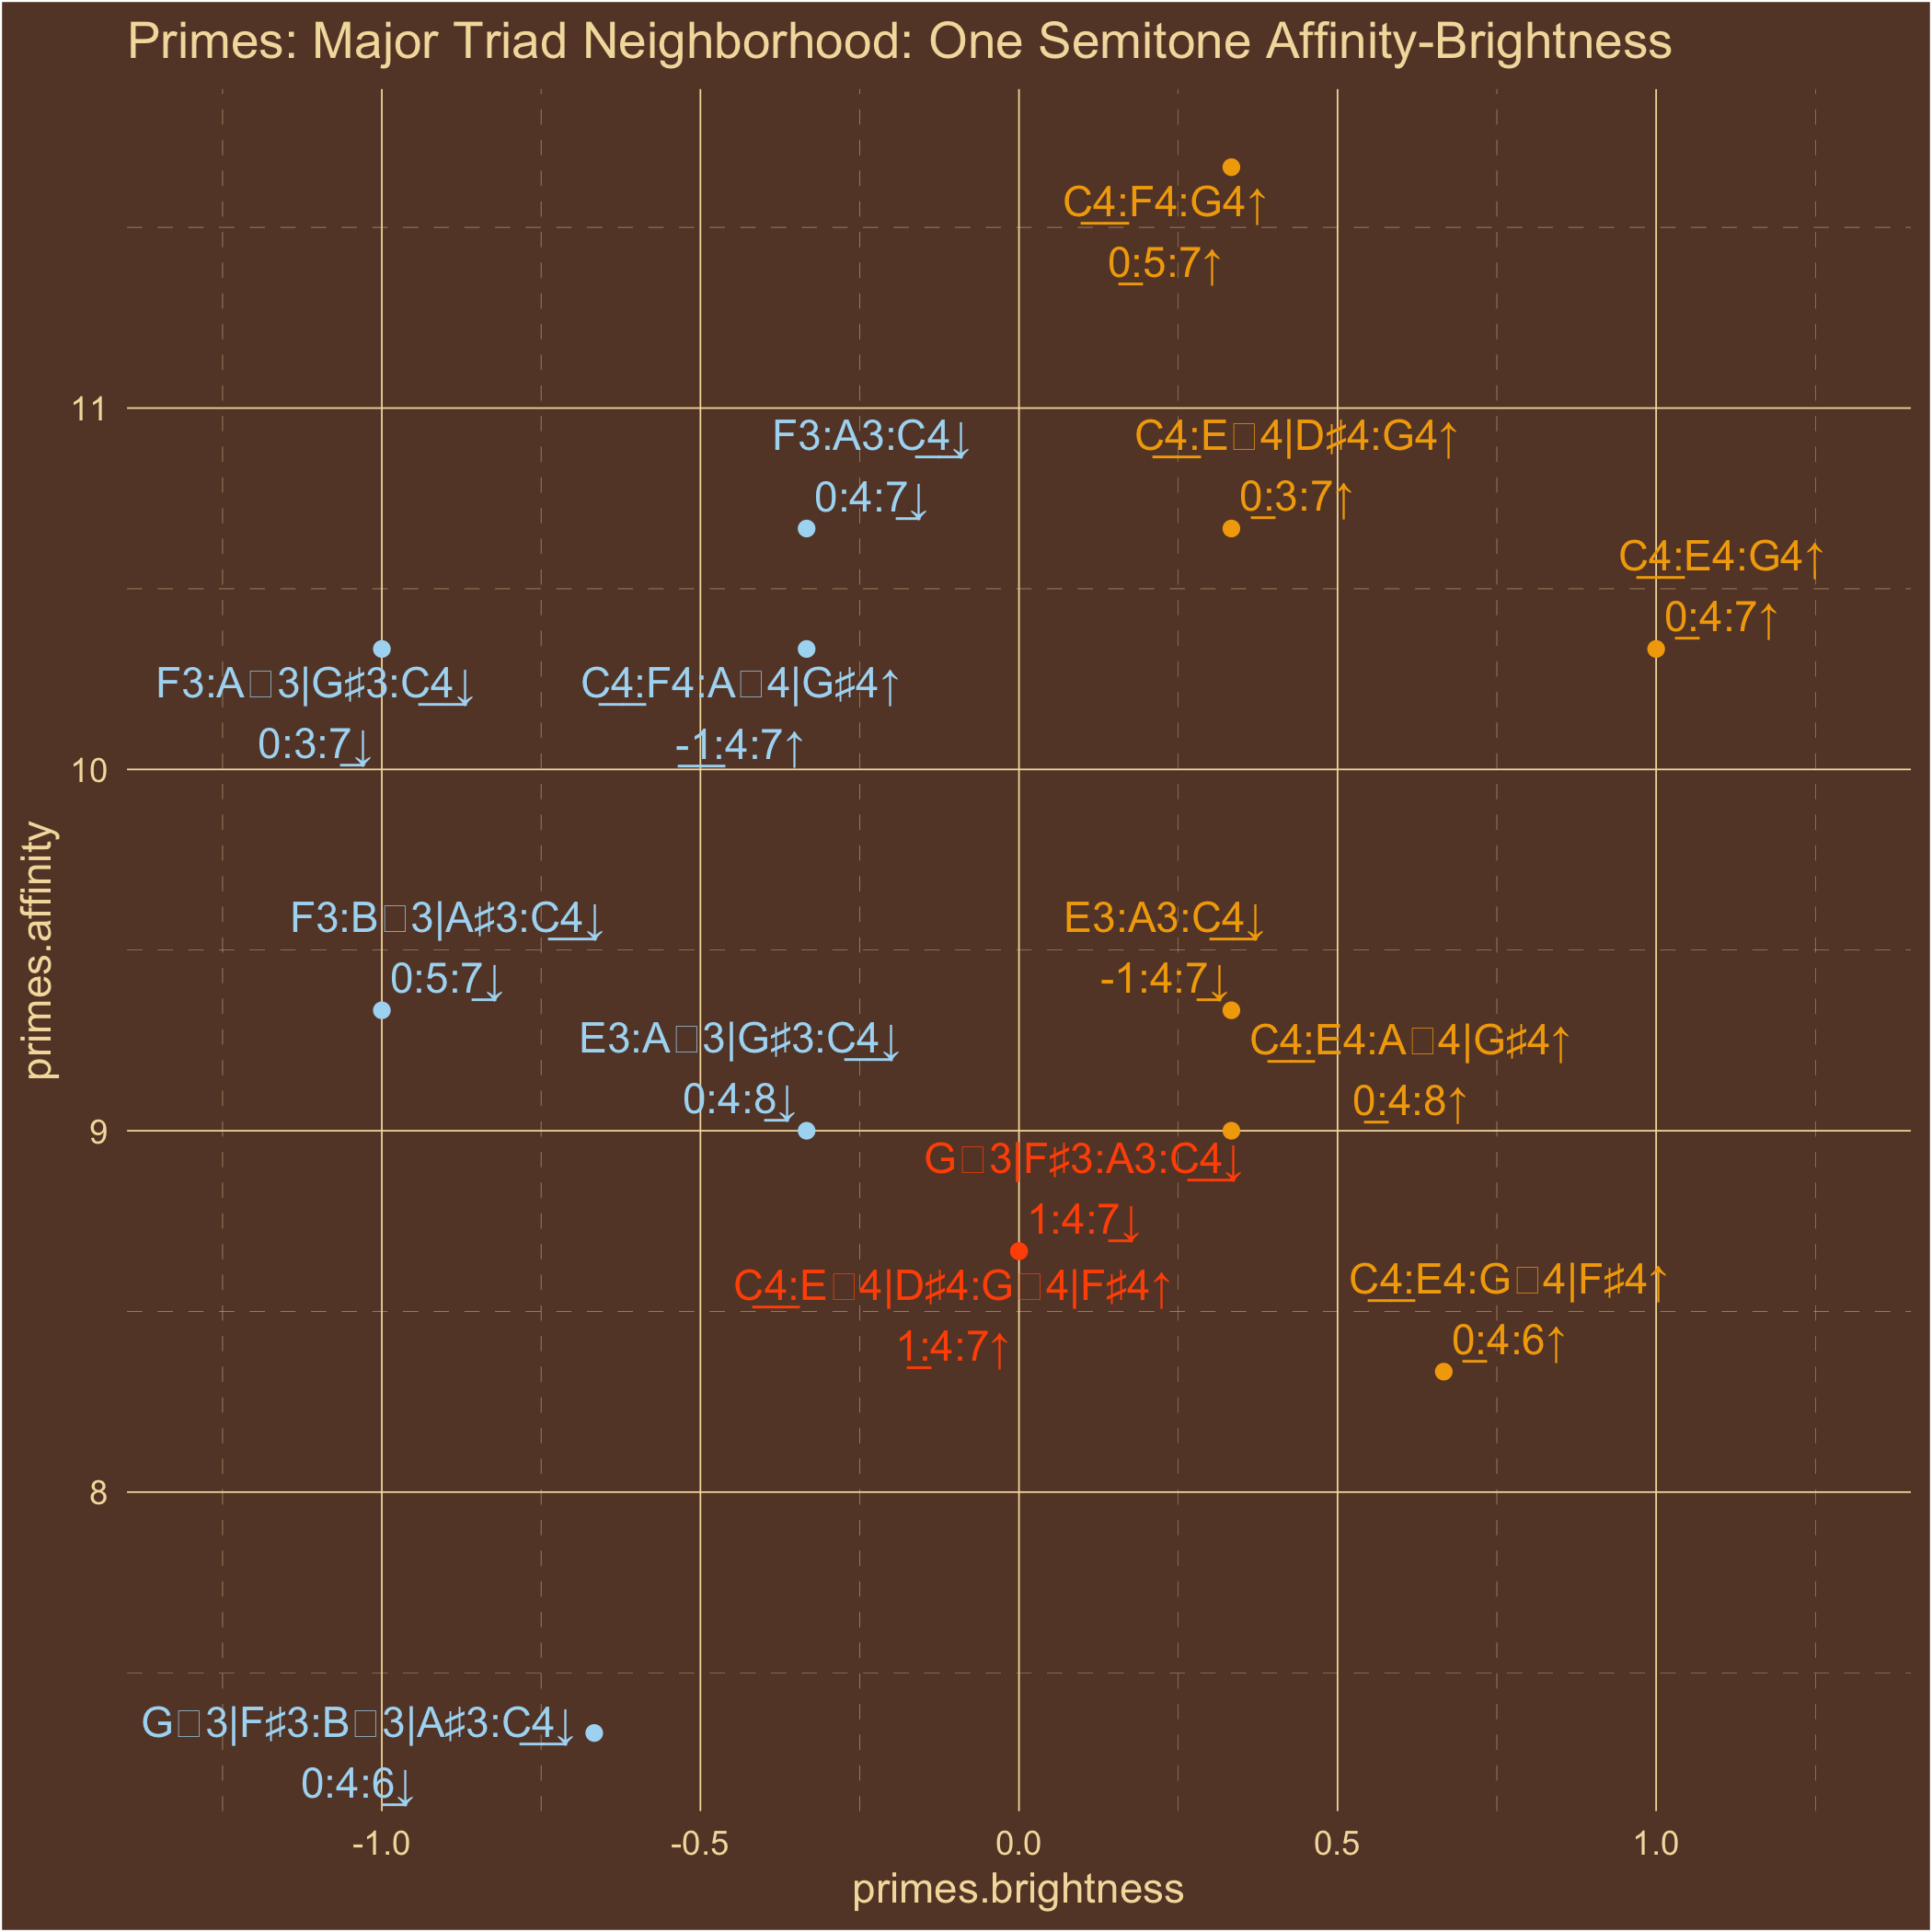 Primes: Major Triad Neighborhood: One Semitone Affinity-Brightness
C4:F4:G4↑
0:5:7↑
11
F3:A3:C4↓
0:4:7↓
C4:E□4|D♯4:G4↑
0:3:7↑
C4:E4:G4↑
0:4:7↑
F3:A□3|G♯3:C4↓
0:3:7↓
C4:F4:A□4|G♯4↑
-1:4:7↑
10
primes.affinity
F3:B□3|A♯3:C4↓
0:5:7↓
E3:A3:C4↓
-1:4:7↓
E3:A□3|G♯3:C4↓
0:4:8↓
C4:E4:A□4|G♯4↑
0:4:8↑
9
G□3|F♯3:A3:C4↓
1:4:7↓
C4:E□4|D♯4:G□4|F♯4↑
1:4:7↑
C4:E4:G□4|F♯4↑
0:4:6↑
8
G□3|F♯3:B□3|A♯3:C4↓
0:4:6↓
-1.0 -0.5 0.0 0.5 1.0
primes.brightness